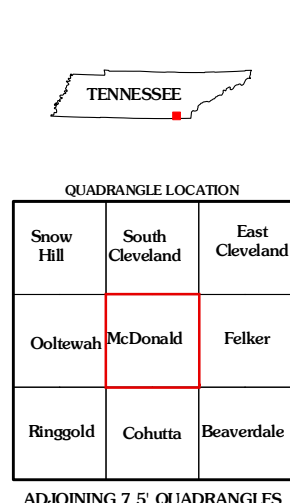 TENNESSEE
QUADRANGLE LOCATION
Snow
Hill
South
Cleveland
East
Cleveland
Ooltewah
McDonald
Felker
Ringgold
Cohutta
Beaverdale
ADJOINING 7.5' QUADRANGLES